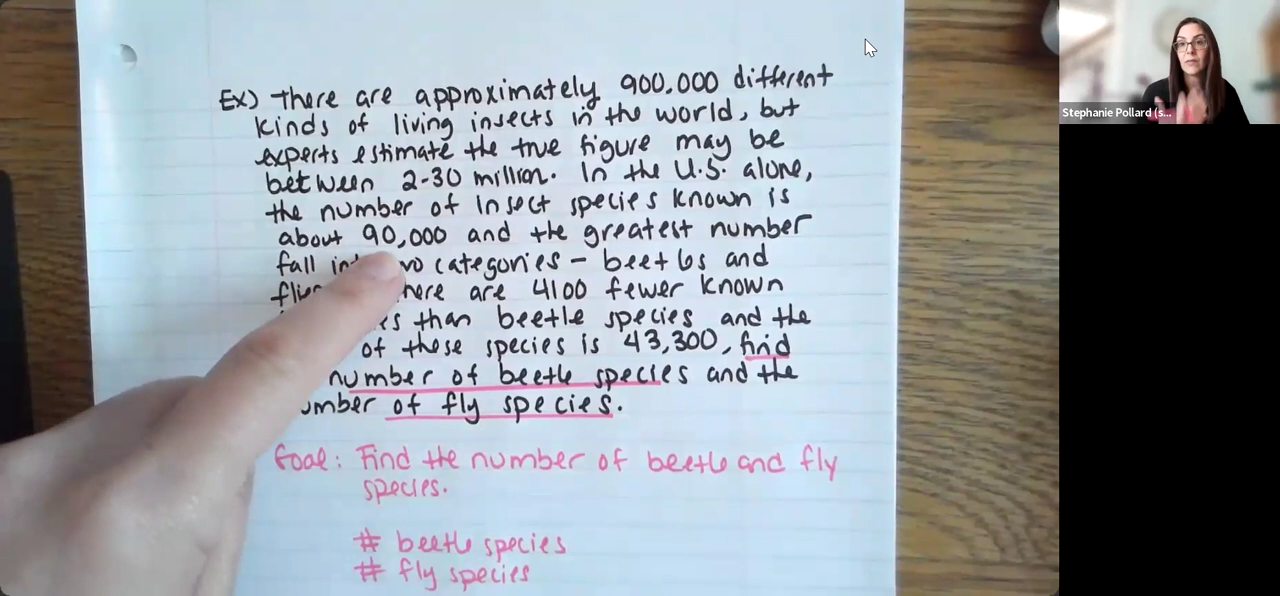 Ex) there are approximately 900,000 different
kinds of living insects in the world, but
experts estimate the true figure may be
between 2-30 million. In the U.S. alone,
the number of insect species known is
about 90,000 and the greatest number
fall categories - beetles and
are 4100 fewer known
than beetle species and the
of these species is 43,300, find
number of beetle species and the
of fly species.
Goal: Find the number of beetle and fly
species.
# beetle species
# fly species
Stephanie Pollard (s...